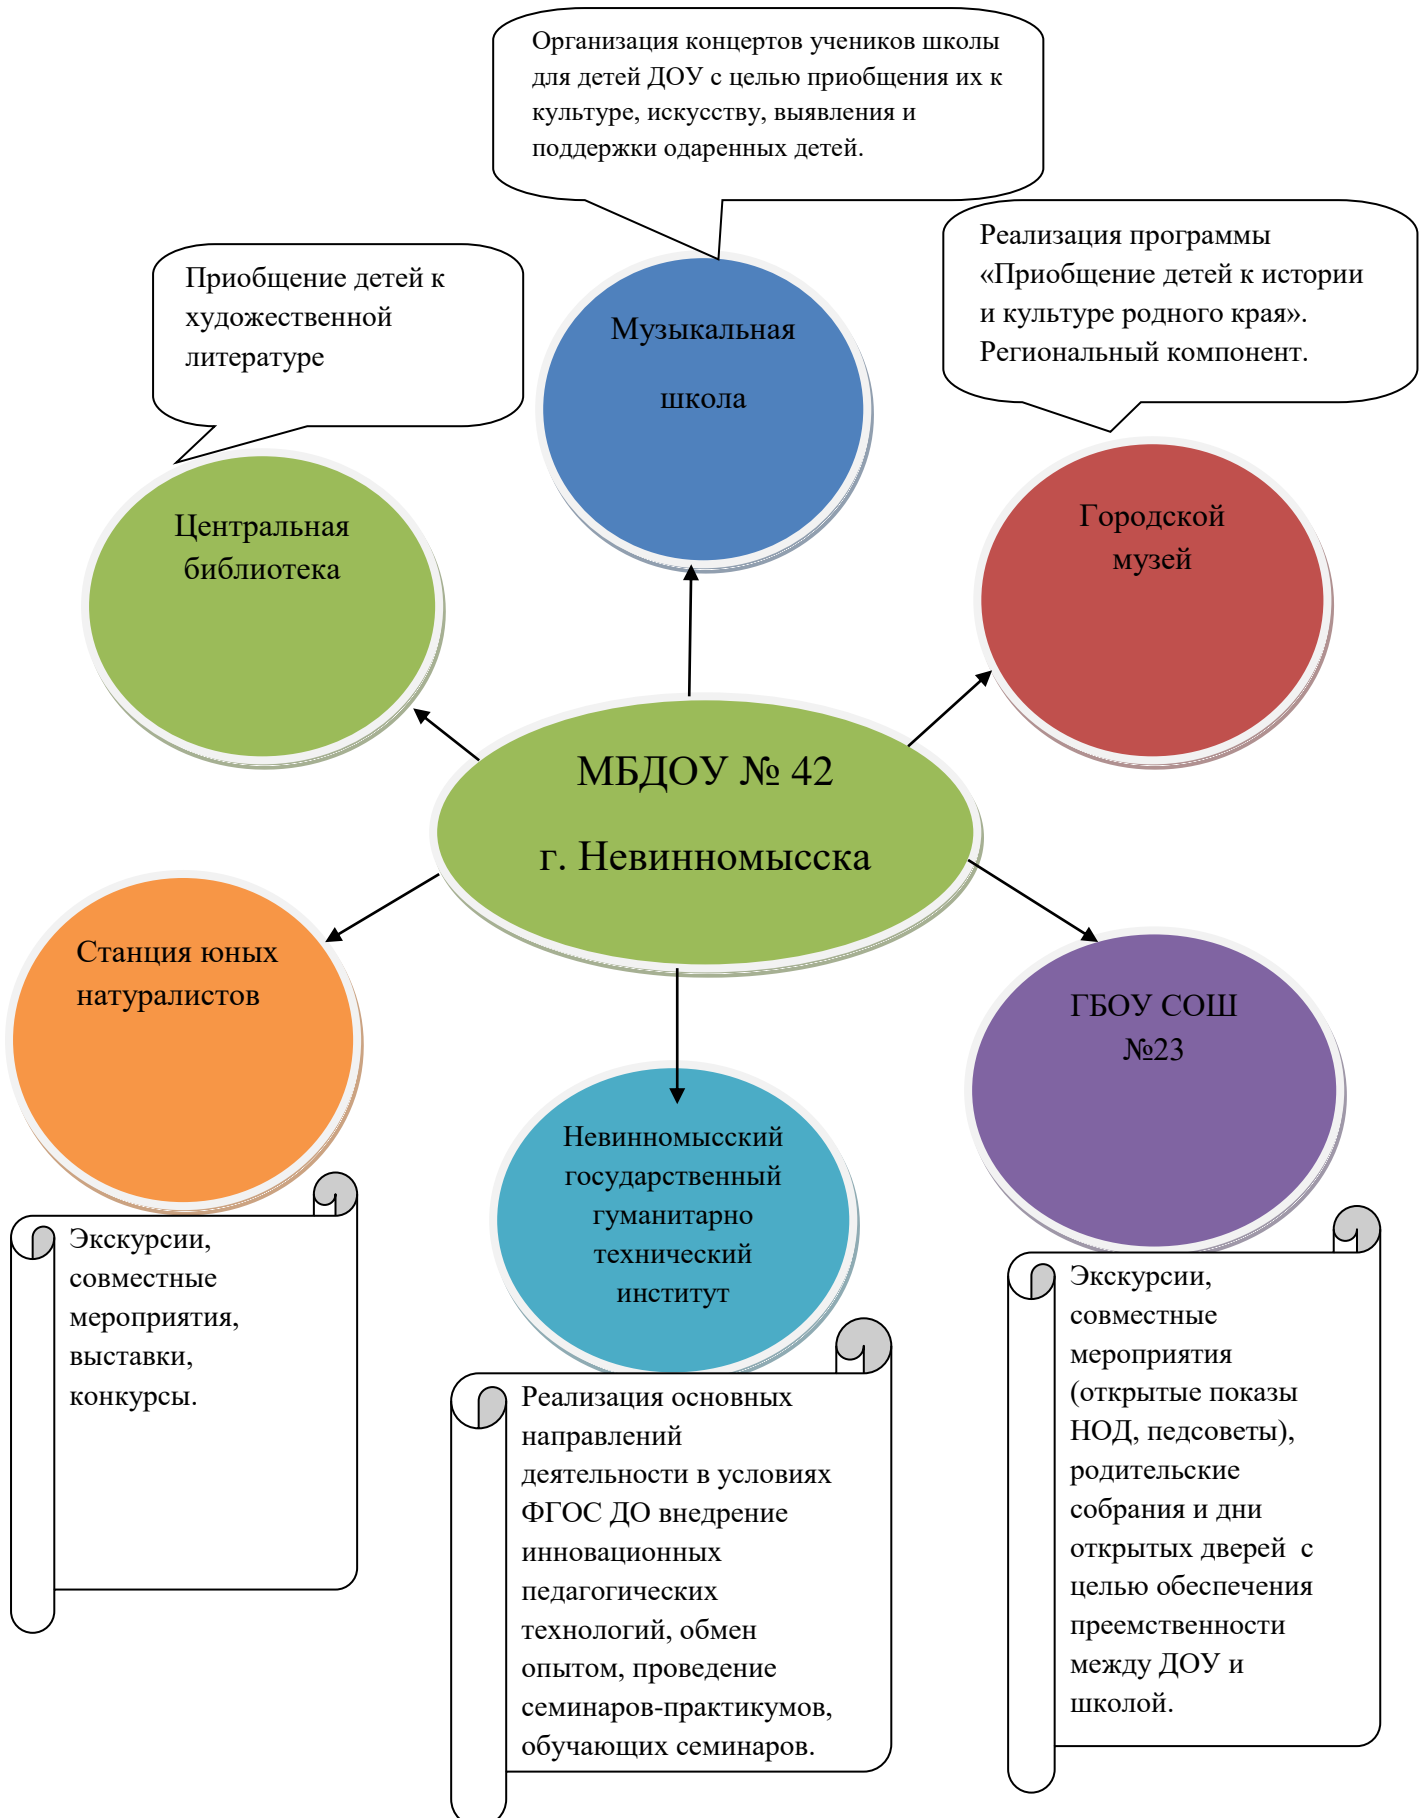 Организация концертов учеников школы
для детей ДОУ с целью приобщения их к
культуре, искусству, выявления и
поддержки одаренных детей.
Реализация программы
«Приобщение детей к истории
и культуре родного края».
Региональный компонент.
Приобщение детей к
художественной
литературе
Музыкальная
школа
Центральная
библиотека
Городской
музей
МБДОУ № 42
г. Невинномысска
Станция юных
натуралистов
ГБОУ СОШ
№23
Невинномысский
государственный
гуманитарно
технический
институт
Экскурсии,
совместные
мероприятия,
выставки,
конкурсы.
Реализация основных
направлений
деятельности в условиях
ФГОС ДО внедрение
инновационных
педагогических
технологий, обмен
опытом, проведение
семинаров-практикумов,
обучающих семинаров.
Экскурсии,
совместные
мероприятия
(открытые показы
НОД, педсоветы),
родительские
собрания и дни
открытых дверей  с
целью обеспечения
преемственности
между ДОУ и
школой.